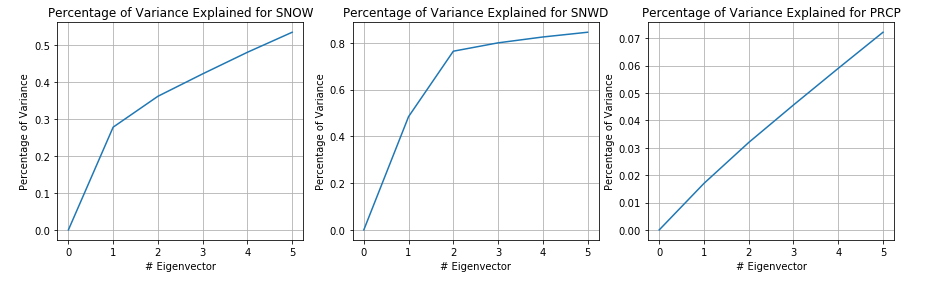 Percentage of Variance Explained for SNOW
Percentage of Variance
0.5
0.4
0.3
0.2
0.1
0.0
0 1 2 3 4 5
# Eigenvector
Percentage of Variance Explained for SNWD
Percentage of Variance
0.8
0.6
0.4
0.2
0.0
0 1 2 3 4 5
# Eigenvector
Percentage of Variance Explained for PRCP
Percentage of Variance
0.07
0.06
0.05
0.04
0.03
0.02
0.01
0.00
0 1 2 3 4 5
# Eigenvector